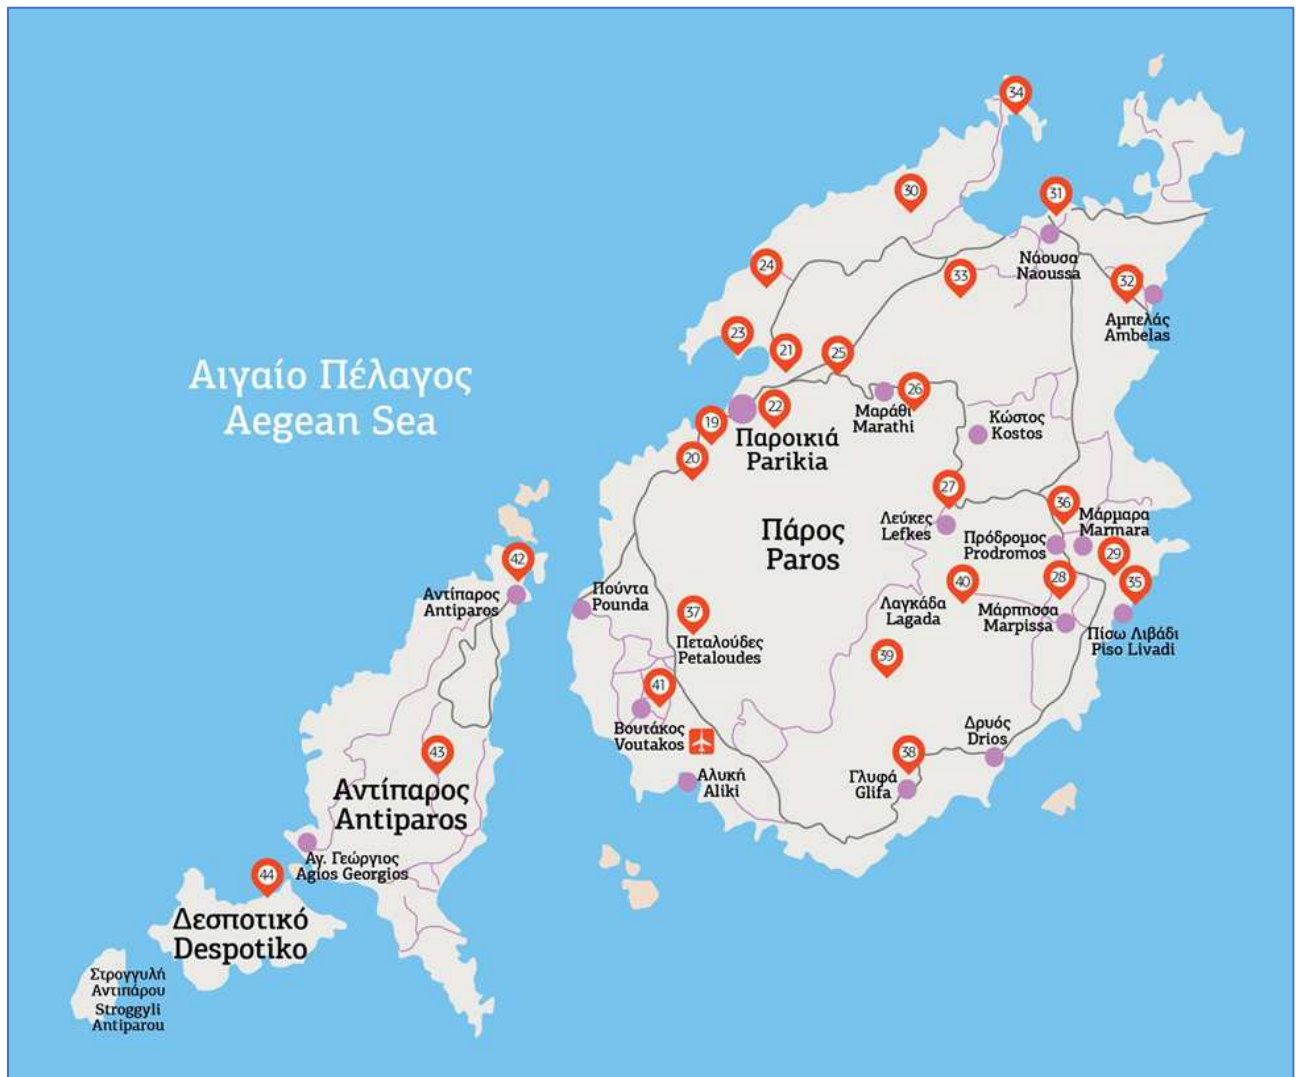 34
30
31
Νάουσα
Naoussa
24
33
32
Αμπελάς
Ambelas
23
21
25
Αιγαίο Πέλαγος
Aegean Sea
26
Μαράθι
Marathi
22
19
Παροικιά
Parikia
20
Κώστος
Kostos
27
Λεύκες
Lefkes
36
Μάρμαρα
Marmara
Πρόδρομος
Prodromos
Πάρος
Paros
29
35
28
40
Λαγκάδα
Lagada
Μάρπησσα
Marpissa
Πίσω Λιβάδι
Piso Livadi
42
Αντίπαρος
Antiparos
Πούντα
Pounda
37
Πεταλούδες
Petaloudes
39
41
Βουτάκος
Voutakos
Δρυός
Drios
38
Γλυφά
Glifa
Αλυκή
Aliki
43
Αντίπαρος
Antiparos
Αγ. Γεώργιος
Agios Georgios
44
Δεσποτικό
Despotiko
Στρογγυλή
Αντιπάρου
Stroggyli
Antiparou